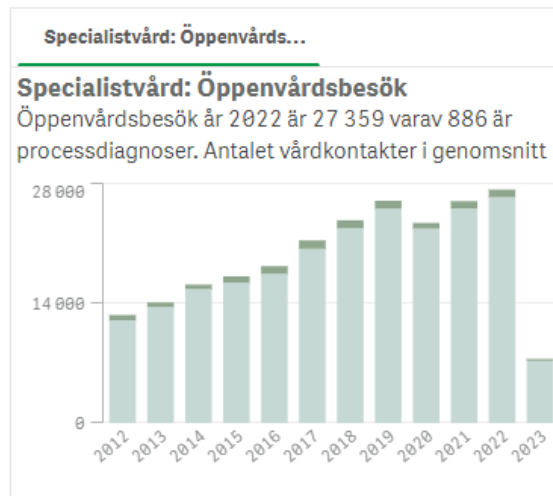 Specialistvård: Öppenvårds...
Specialistvård: Öppenvårdsbesök
Öppenvårdsbesök år 2022 är 27 359 varav 886 är
processdiagnoser. Antalet vårdkontakter i genomsnitt
28 000
14 000
0
2012 2013 2014 2015 2016 2017 2018 2019 2020 2021 2022 2023